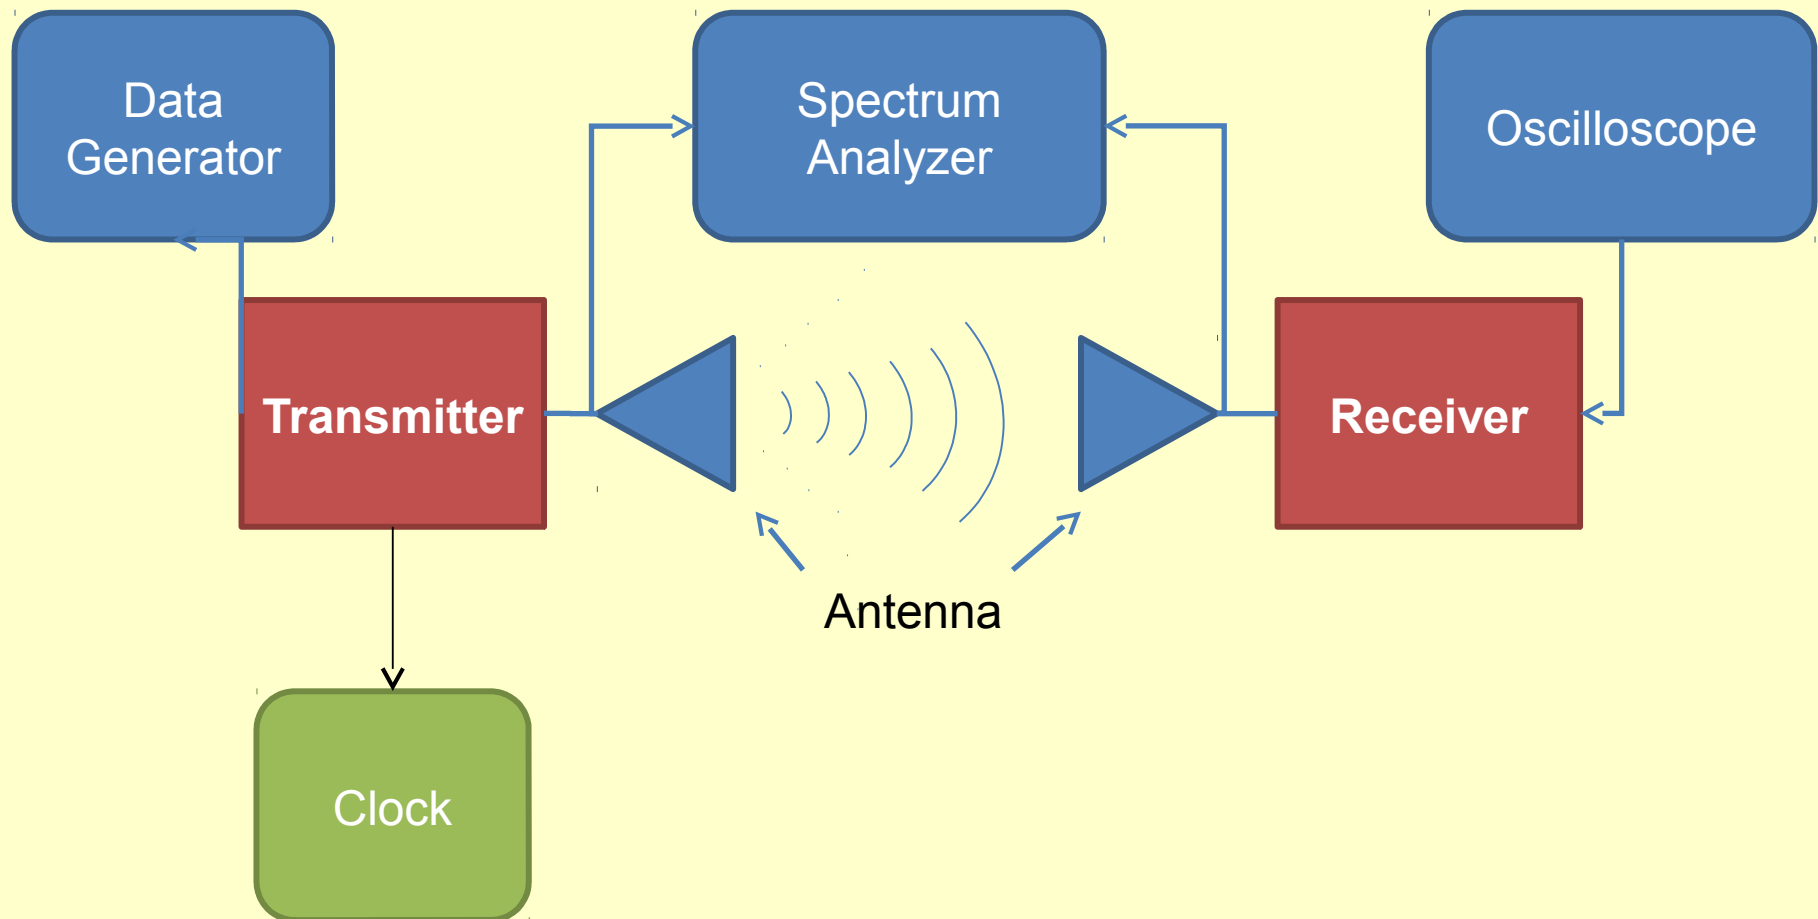 Data
Generator
Spectrum
Analyzer
Oscilloscope
Transmitter
Receiver
Antenna
Clock